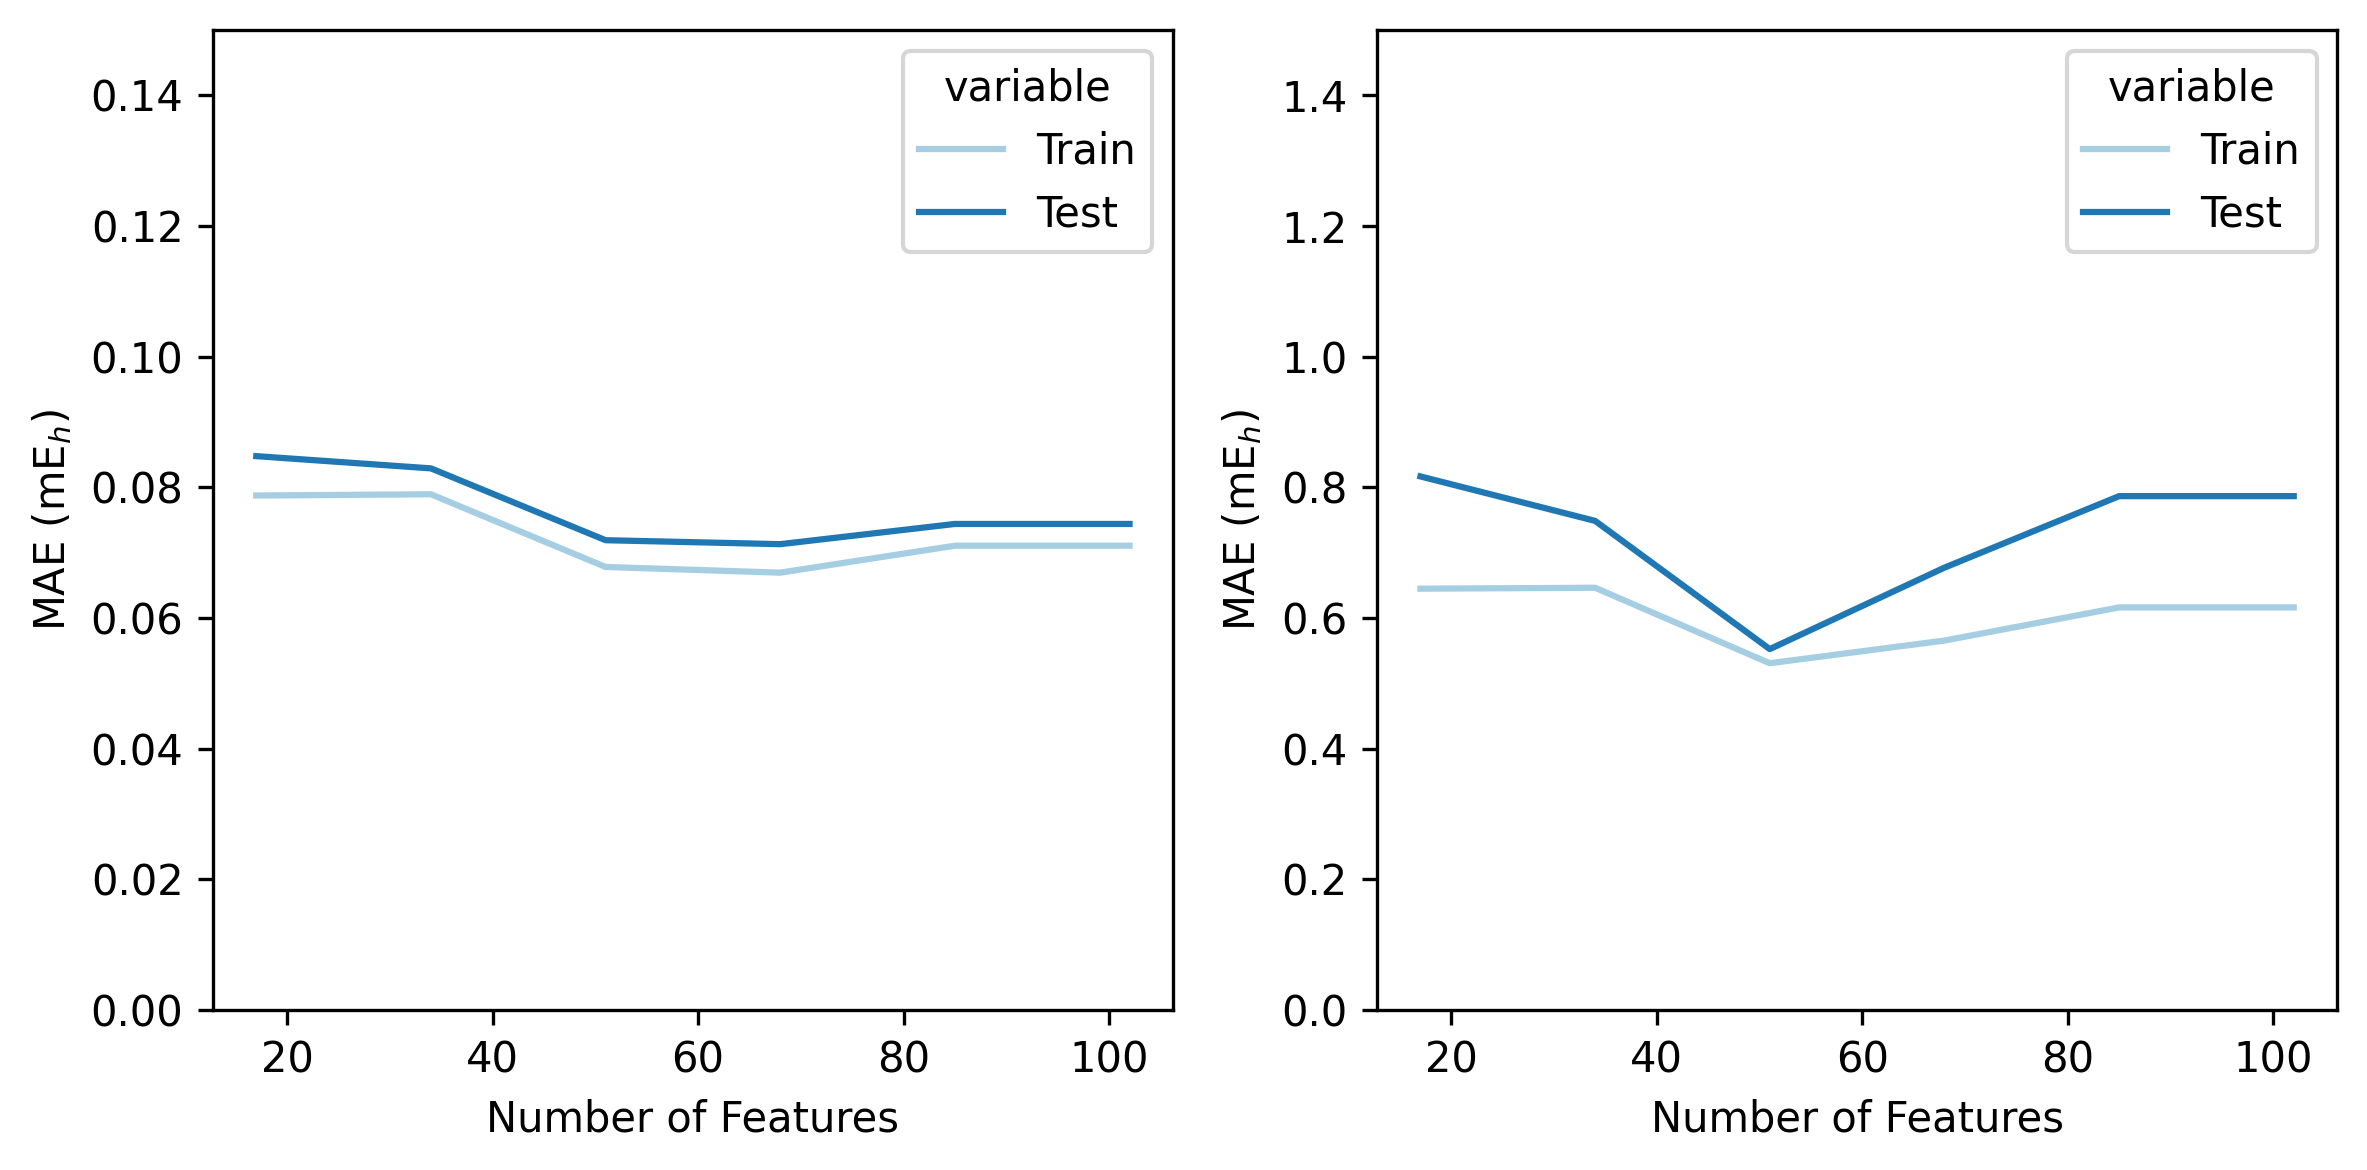 0.14
0.12
0.10
0.08
0.06
0.04
0.02
0.00
MAE (mE$_h$)
20 40 60 80 100
Number of Features
variable
Train
Test
1.4
1.2
1.0
0.8
0.6
0.4
0.2
0.0
MAE (mE$_h$)
20 40 60 80 100
Number of Features
variable
Train
Test